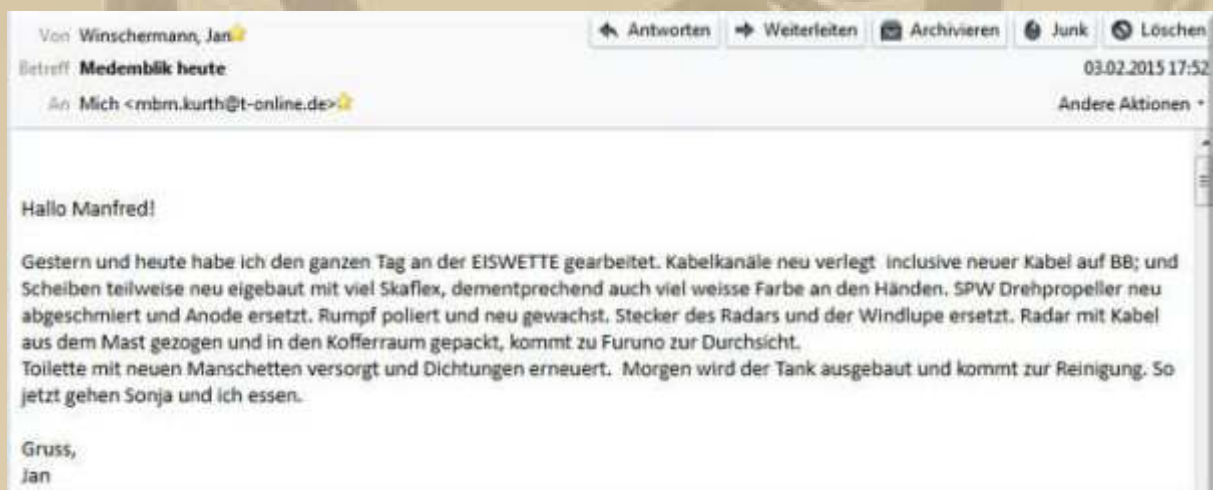 Von Winschermann, Jan
Antworten Weiterleiten Archivieren Junk Löschen
Betreff Medemblik heute
03.02.2015 17:52
An Mich <mbm.kurth@t-online.de>
Andere Aktionen
Hallo Manfred!
Gestern und heute habe ich den ganzen Tag an der EISWETTE gearbeitet. Kabelkanäle neu verlegt inclusive neuer Kabel auf BB; und
Scheiben teilweise neu eigebaut mit viel Skaflex, dementprechend auch viel weisse Farbe an den Händen. SPW Drehpropeller neu
abgeschmiert und Anode ersetzt. Rumpf poliert und neu gewachst. Stecker des Radars und der Windlupe ersetzt. Radar mit Kabel
aus dem Mast gezogen und in den Kofferraum gepackt, kommt zu Furuno zur Durchsicht.
Toilette mit neuen Manschetten versorgt und Dichtungen erneuert. Morgen wird der Tank ausgebaut und kommt zur Reinigung. So
jetzt gehen Sonja und ich essen.
Gruss,
Jan